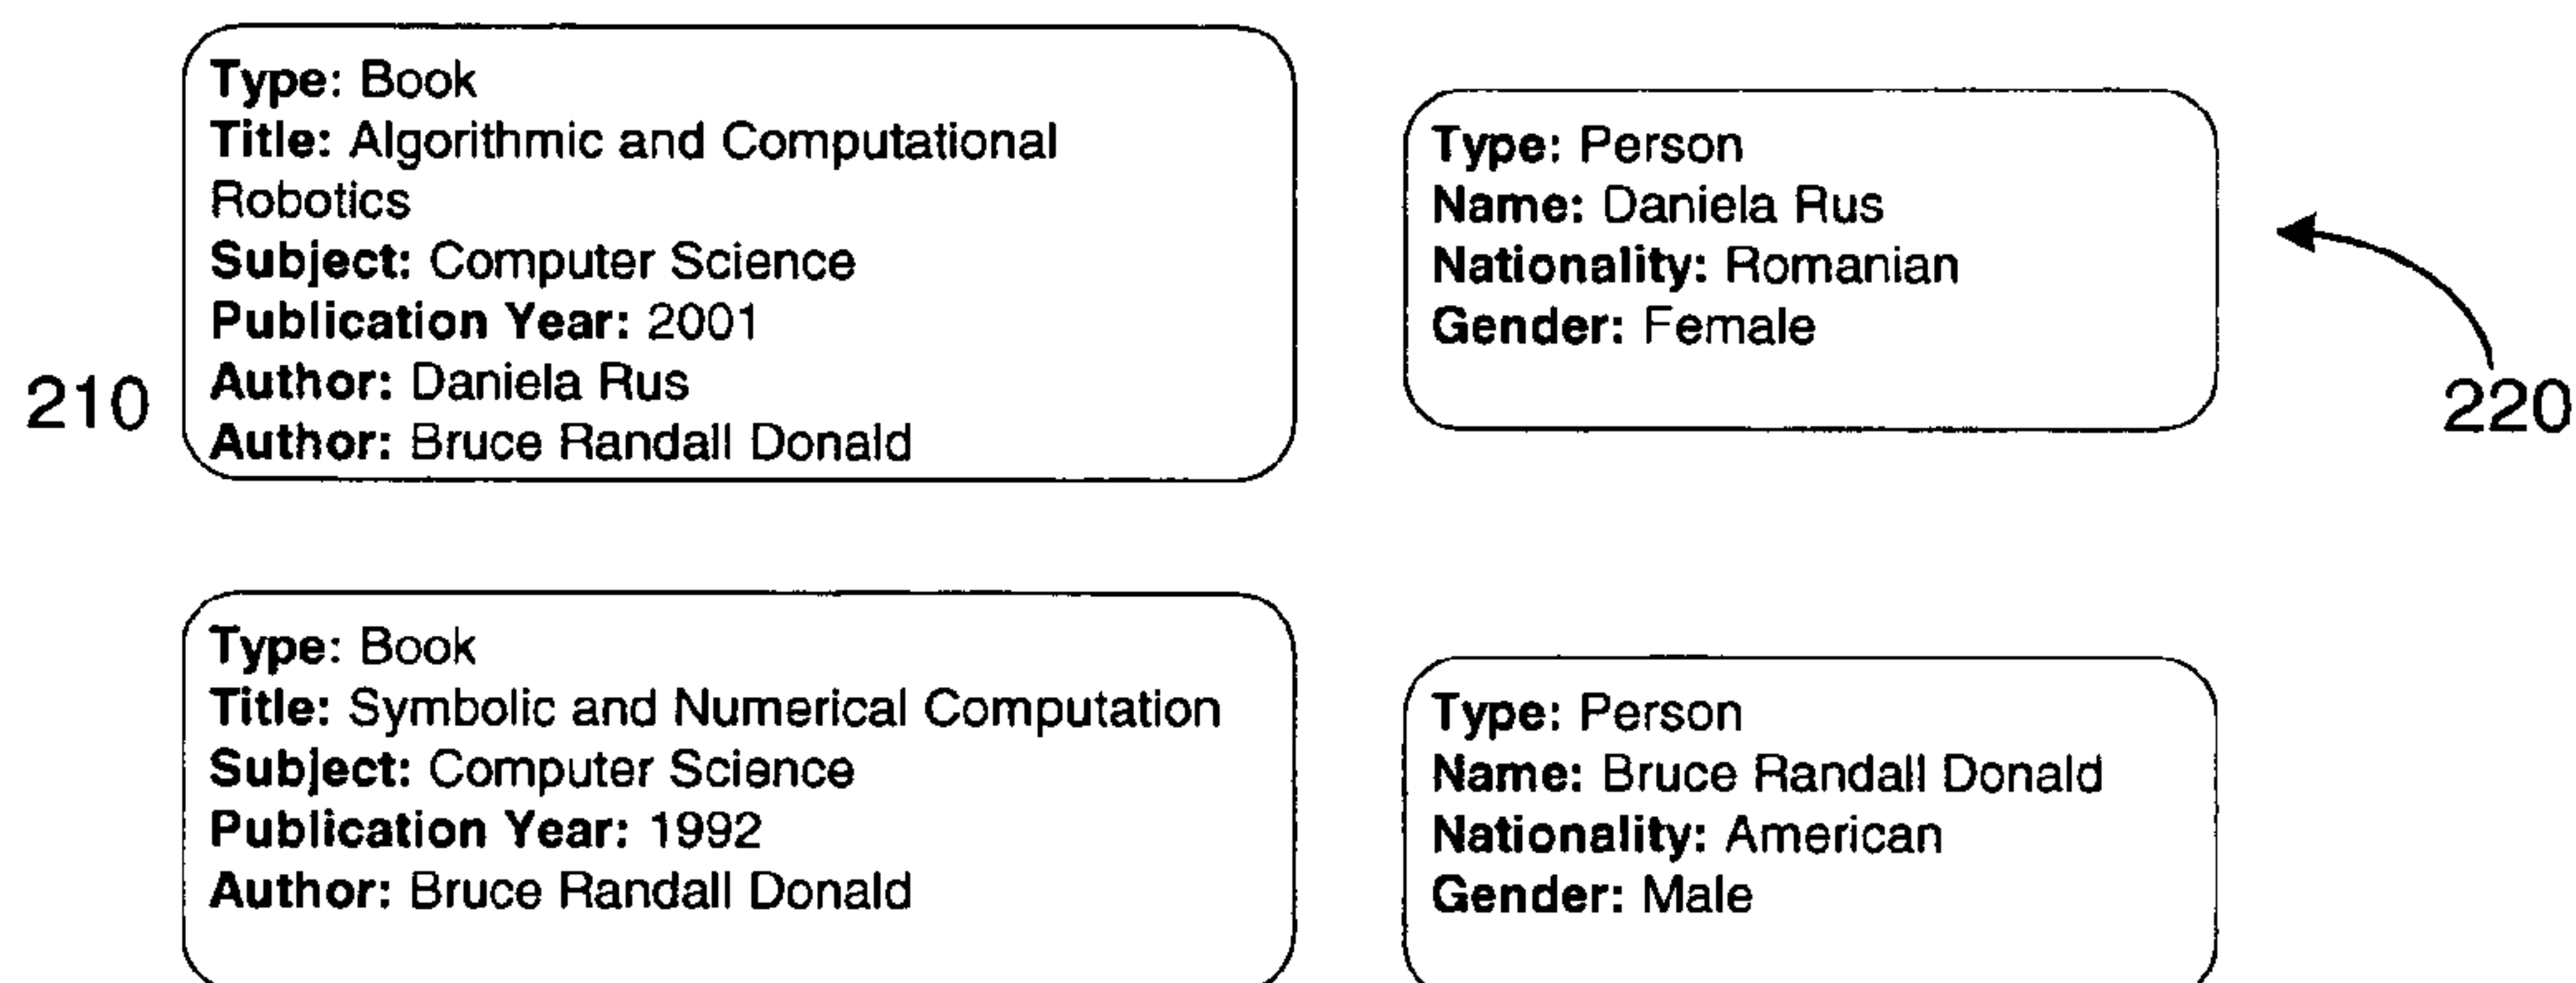 Type: Book
Title: Algorithmic and Computational
Robotics
Subject: Computer Science
Publication Year: 2001
Author: Daniela Rus
Author: Bruce Randall Donald
210
Type: Person
Name: Daniela Rus
Nationality: Romanian
Gender: Female
220
Type: Book
Title: Symbolic and Numerical Computation
Subject: Computer Science
Publication Year: 1992
Author: Bruce Randall Donald
Type: Person
Name: Bruce Randall Donald
Nationality: American
Gender: Male